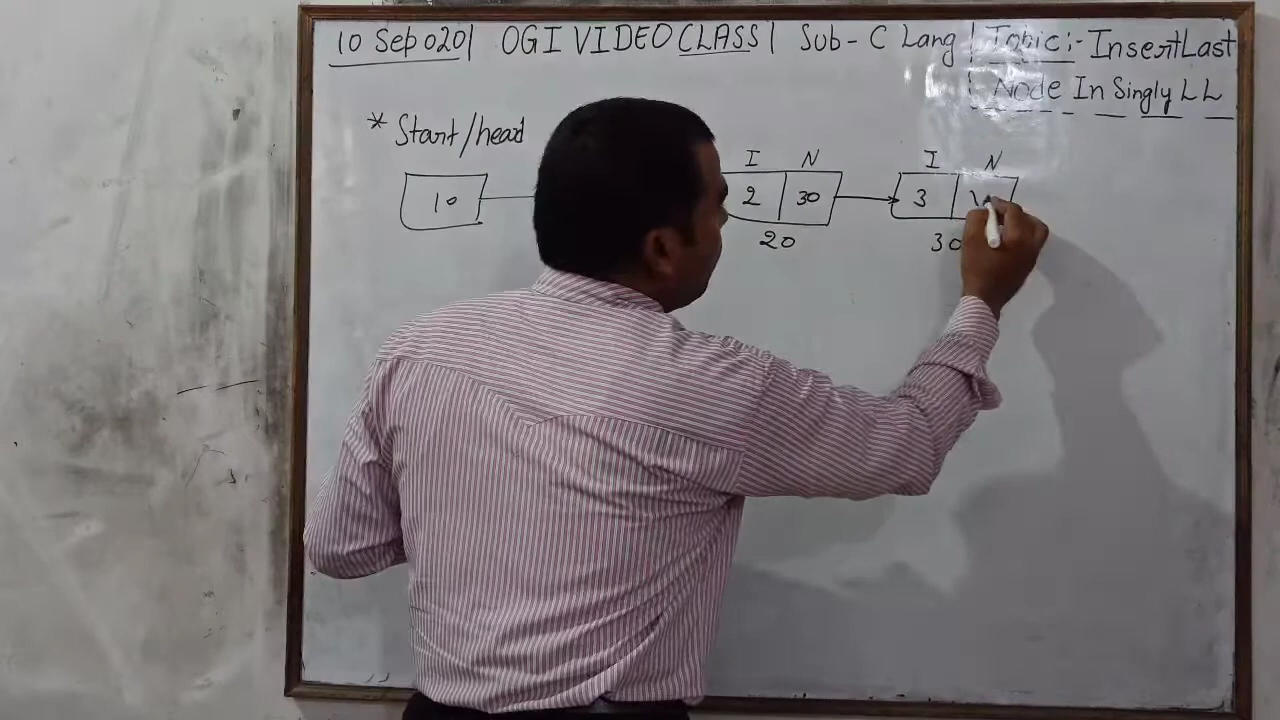 10 Sep 020| OGI VIDEO CLASS| Sub- C Lang| Topic:- InsertLast
Node In Singly LL
* Start/head
I N I N
10 2 30 3
20 30